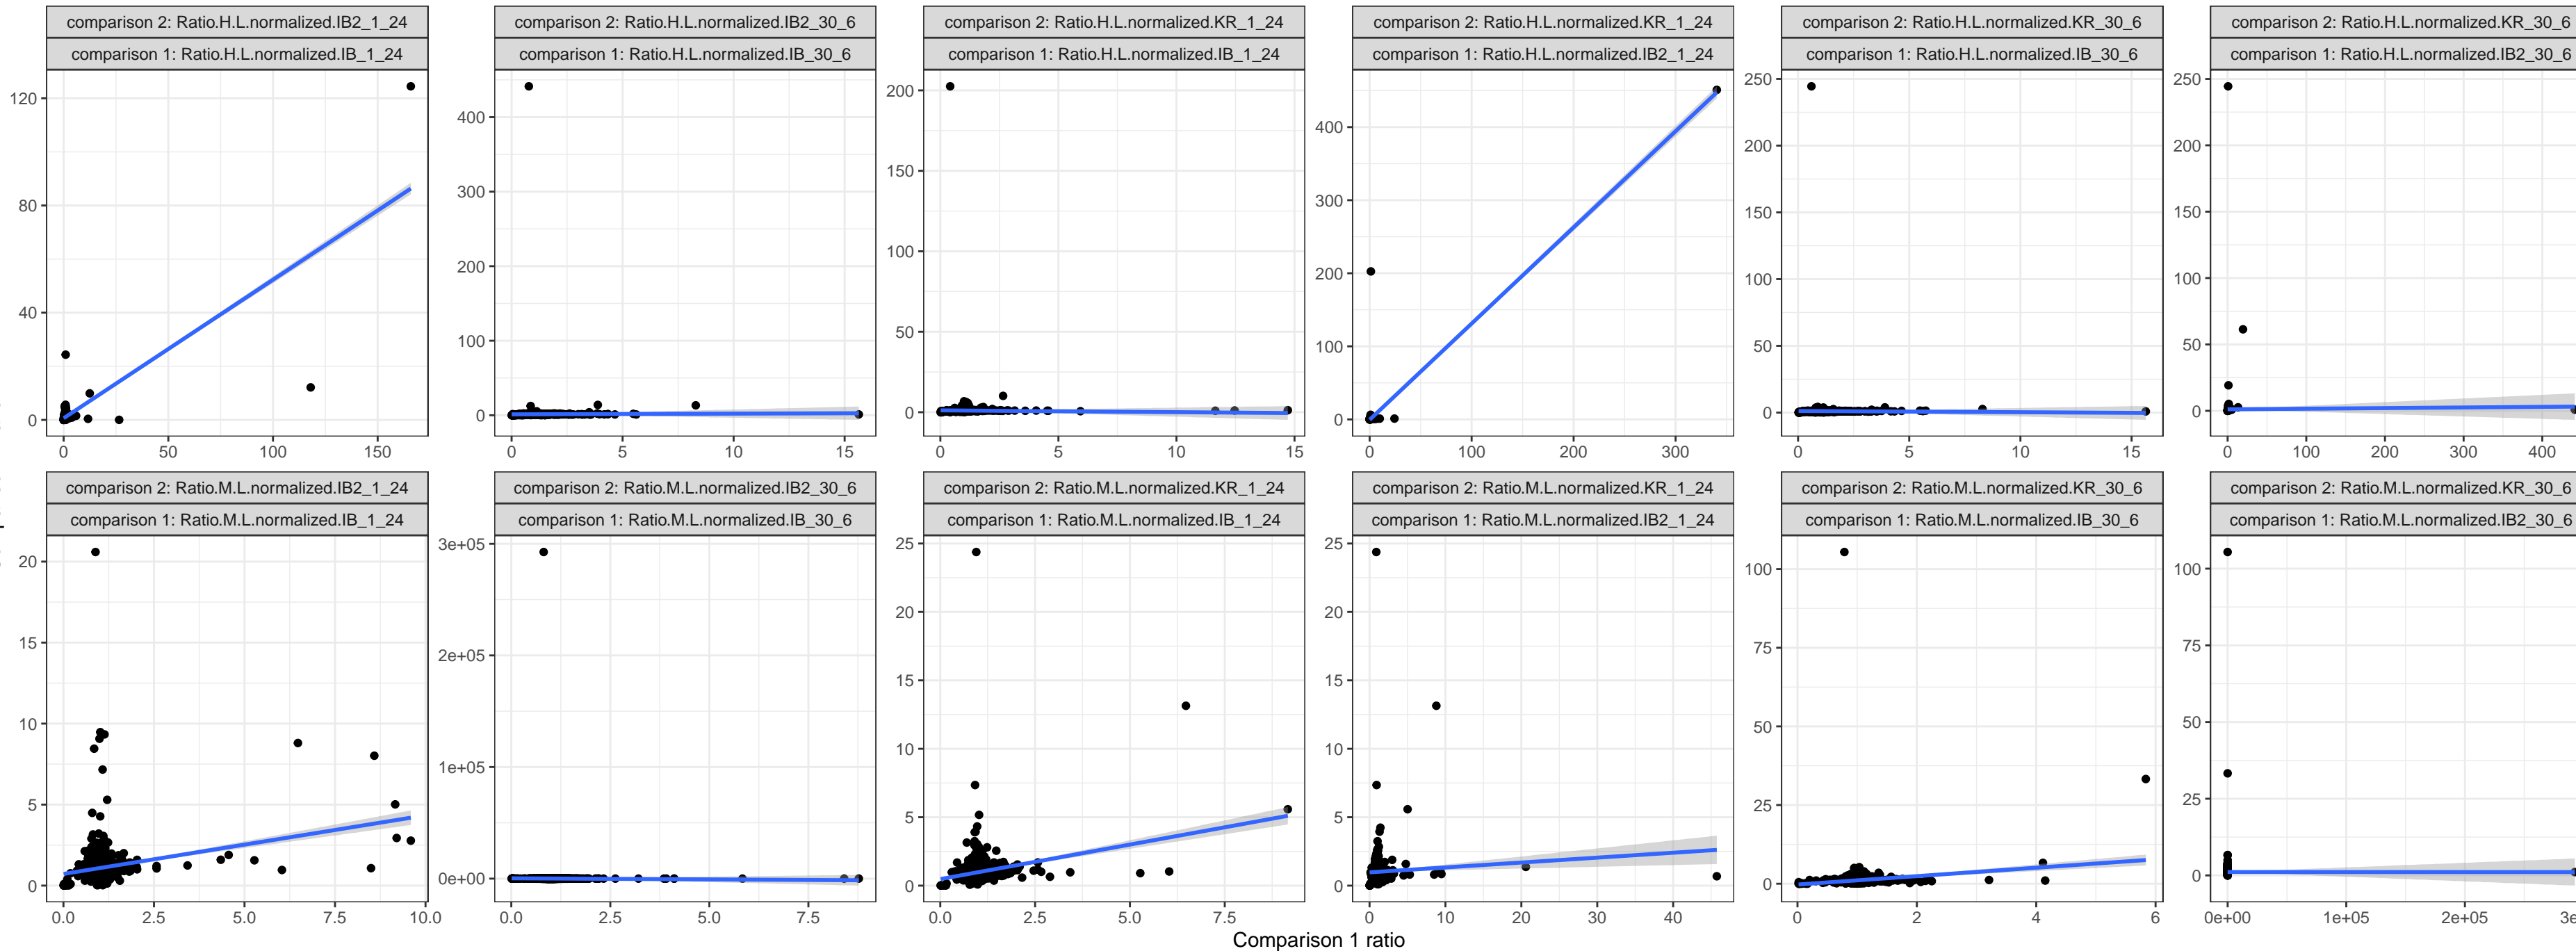 comparison 2: Ratio.H.L.normalized.IB2_1_24
comparison 2: Ratio.H.L.normalized.IB2_30_6
comparison 2: Ratio.H.L.normalized.KR_1_24
comparison 2: Ratio.H.L.normalized.KR_1_24
comparison 2: Ratio.H.L.normalized.KR_30_6
comparison 2: Ratio.H.L.normalized.KR_30_6
comparison 1: Ratio.H.L.normalized.IB_1_24
comparison 1: Ratio.H.L.normalized.IB_30_6
comparison 1: Ratio.H.L.normalized.IB_1_24
comparison 1: Ratio.H.L.normalized.IB2_1_24
comparison 1: Ratio.H.L.normalized.IB_30_6
comparison 1: Ratio.H.L.normalized.IB2_30_6
120
80
40
0
0 50 100 150
400
300
200
100
0
0 5 10 15
200
150
100
50
0
0 5 10 15
400
300
200
100
0
0 100 200 300
250
200
150
100
50
0
0 5 10 15
250
200
150
100
50
0
0 100 200 300 400
comparison 2: Ratio.M.L.normalized.IB2_1_24
comparison 2: Ratio.M.L.normalized.IB2_30_6
comparison 2: Ratio.M.L.normalized.KR_1_24
comparison 2: Ratio.M.L.normalized.KR_1_24
comparison 2: Ratio.M.L.normalized.KR_30_6
comparison 2: Ratio.M.L.normalized.KR_30_6
comparison 1: Ratio.M.L.normalized.IB_1_24
comparison 1: Ratio.M.L.normalized.IB_30_6
comparison 1: Ratio.M.L.normalized.IB_1_24
comparison 1: Ratio.M.L.normalized.IB2_1_24
comparison 1: Ratio.M.L.normalized.IB_30_6
comparison 1: Ratio.M.L.normalized.IB2_30_6
20
15
10
5
0
0.0 2.5 5.0 7.5 10.0
3e+05
2e+05
1e+05
0e+00
0.0 2.5 5.0 7.5
25
20
15
10
5
0
0.0 2.5 5.0 7.5
25
20
15
10
5
0
0 10 20 30 40
100
75
50
25
0
0 2 4 6
100
75
50
25
0
0e+00 1e+05 2e+05
Comparison 1 ratio